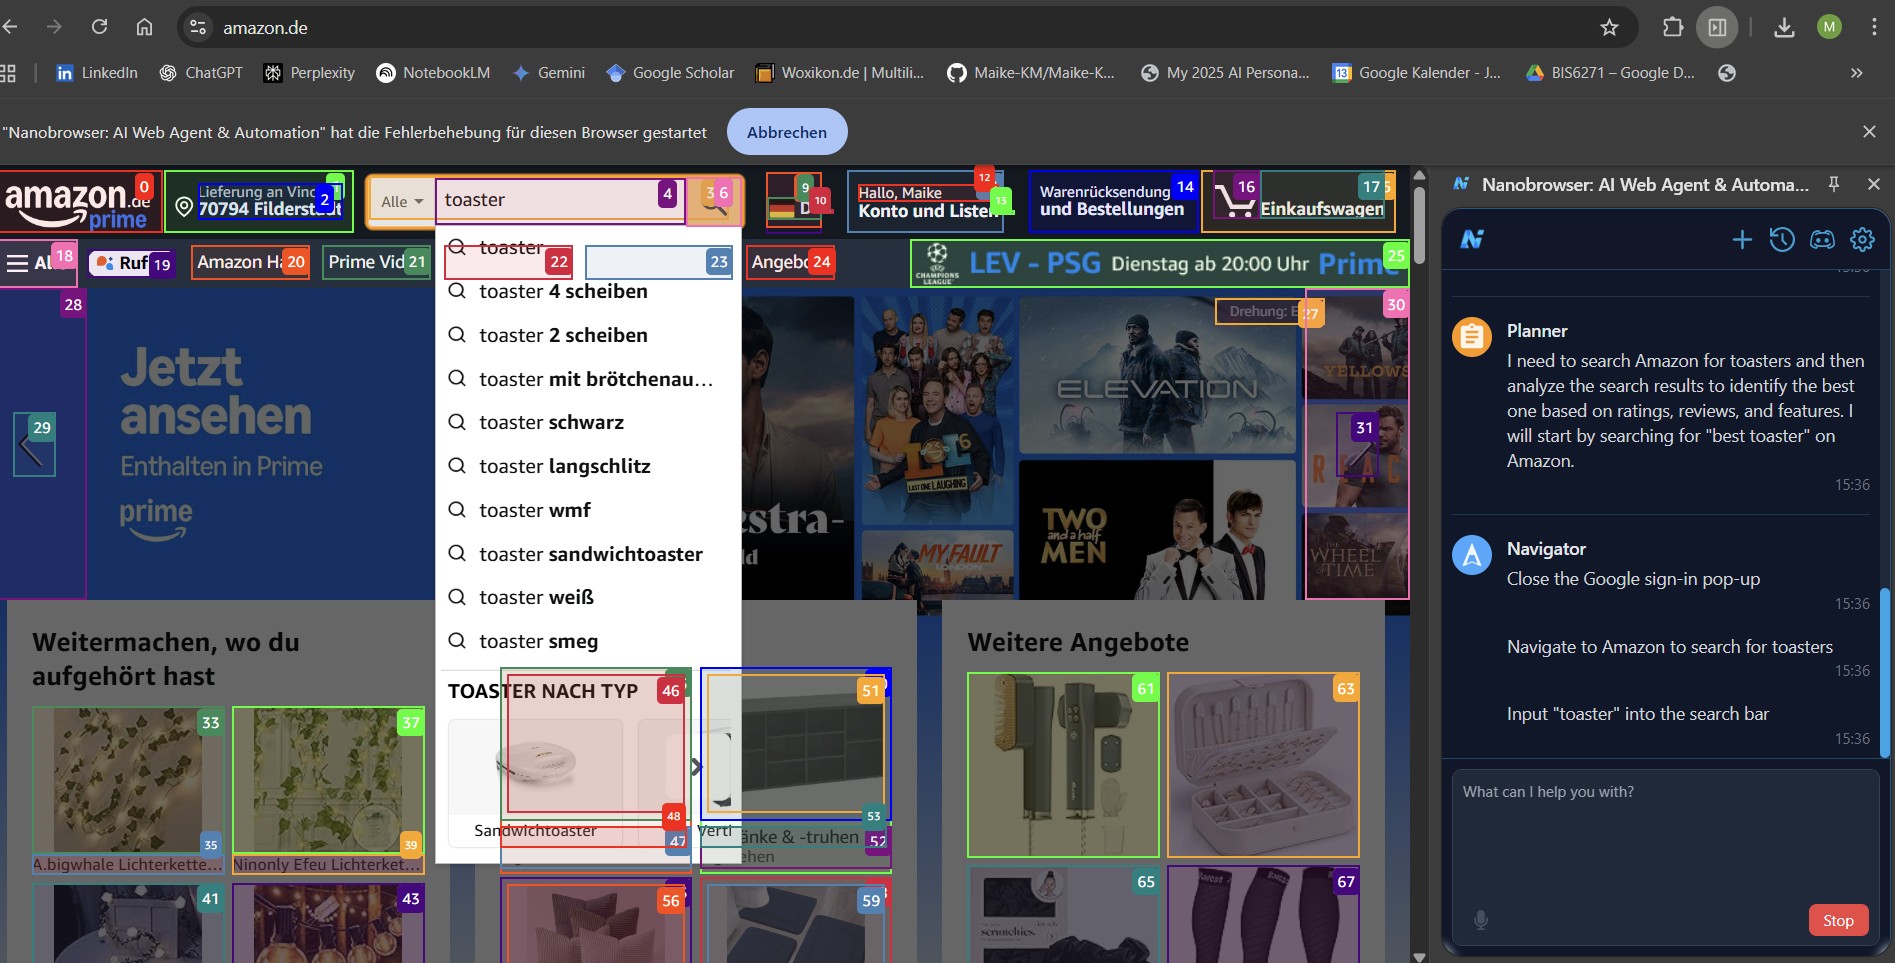 amazon.de
LinkedIn
ChatGPT
Perplexity
NotebookLM
Gemini
Google Scholar
Woxikon.de | Multili...
Maike-KM/Maike-K...
My 2025 AI Persona...
Google Kalender - J...
BIS6271 – Google D...
"Nanobrowser: AI Web Agent & Automation" hat die Fehlerbehebung für diesen Browser gestartet
Abbrechen
amazon.de
prime
0
Lieferung an
70794 Filderstadt
2
Alle
toaster
4
3
6
9
10
Hallo, Maike
Konto und Listen
12
13
Warenrücksendung
und Bestellungen
14
16
17
Einkaufswagen
18
Ruf
19
Amazon Ha
20
Prime Vid
21
22
23
Angebo
24
CHAMPIONS LEAGUE
LEV - PSG Dienstag ab 20:00 Uhr Prime
25
toaster
toaster 4 scheiben
toaster 2 scheiben
toaster mit brötchenau...
toaster schwarz
toaster langschlitz
toaster wmf
toaster sandwichtoaster
toaster weiß
toaster smeg
TOASTER NACH TYP
Sandwichtoaster
28
29
Jetzt
ansehen
Enthalten in Prime
prime
Drehung:
27
30
31
LAST ONE LAUGHING
ELEVATION
TWO
and a half
MEN
MY FAULT
LONDON
THE
WHEEL
OF TIME
Weitermachen, wo du
aufgehört hast
33
37
35
39
A.bigwhale Lichterkette...
Ninonly Efeu Lichterket...
41
43
46
51
48
47
53
52
änke & -truhen
56
59
Weitere Angebote
61
63
65
67
scrunchies
Nanobrowser: AI Web Agent & Automa...
Planner
I need to search Amazon for toasters and then
analyze the search results to identify the best
one based on ratings, reviews, and features. I
will start by searching for "best toaster" on
Amazon.
15:36
Navigator
Close the Google sign-in pop-up
15:36
Navigate to Amazon to search for toasters
15:36
Input "toaster" into the search bar
15:36
What can I help you with?
Stop